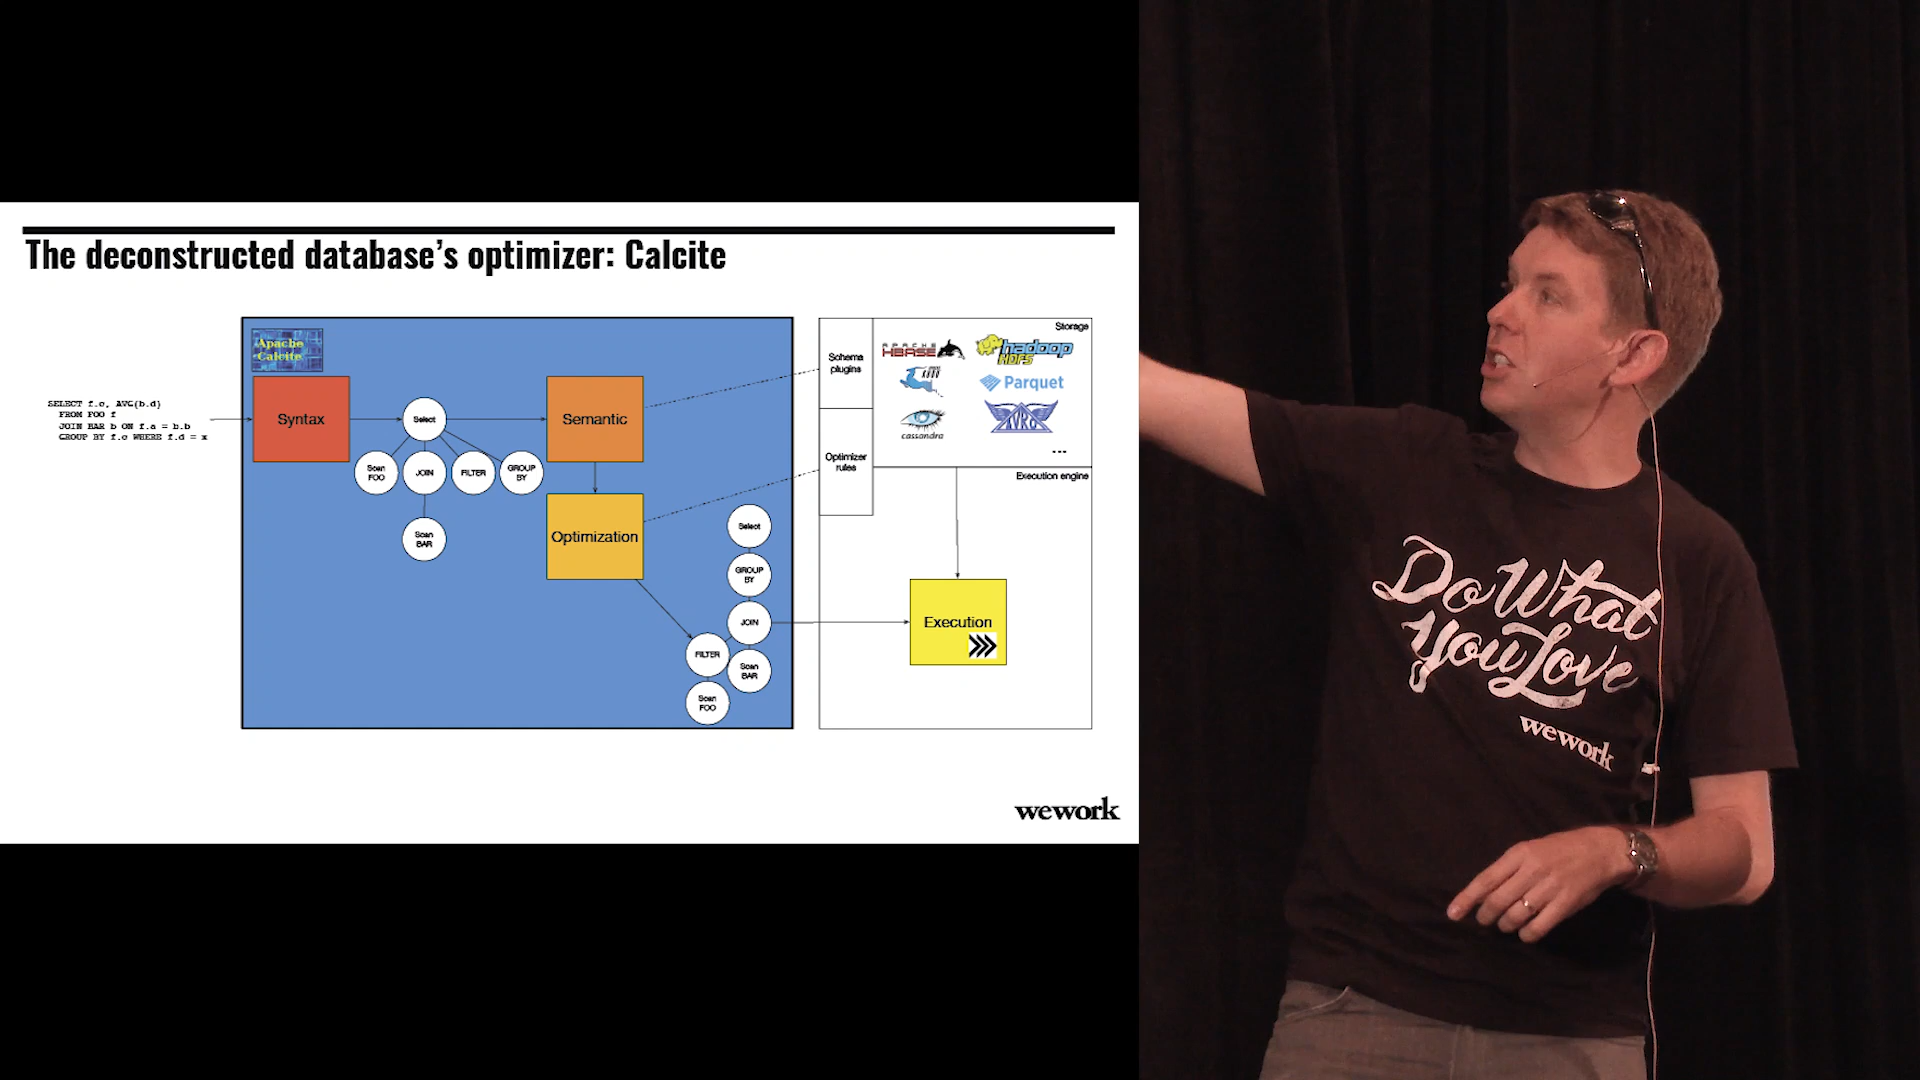 The deconstructed database's optimizer: Calcite
Apache
Calcite
SELECT f.c, AVG(b.d)
FROM FOO f
JOIN BAR b ON f.a = b.b
GROUP BY f.c WHERE f.d = x
Syntax
Select
Semantic
Scan
FOO
JOIN
FILTER
GROUP
BY
Scan
BAR
Optimization
Select
GROUP
BY
JOIN
FILTER
Scan
BAR
Scan
FOO
Schema
plugins
Optimizer
rules
Storage
APACHE
HBASE
hadoop
HDFS
Parquet
cassandra
AVRO
...
Execution engine
Execution
wework
Do What
You Love
wework